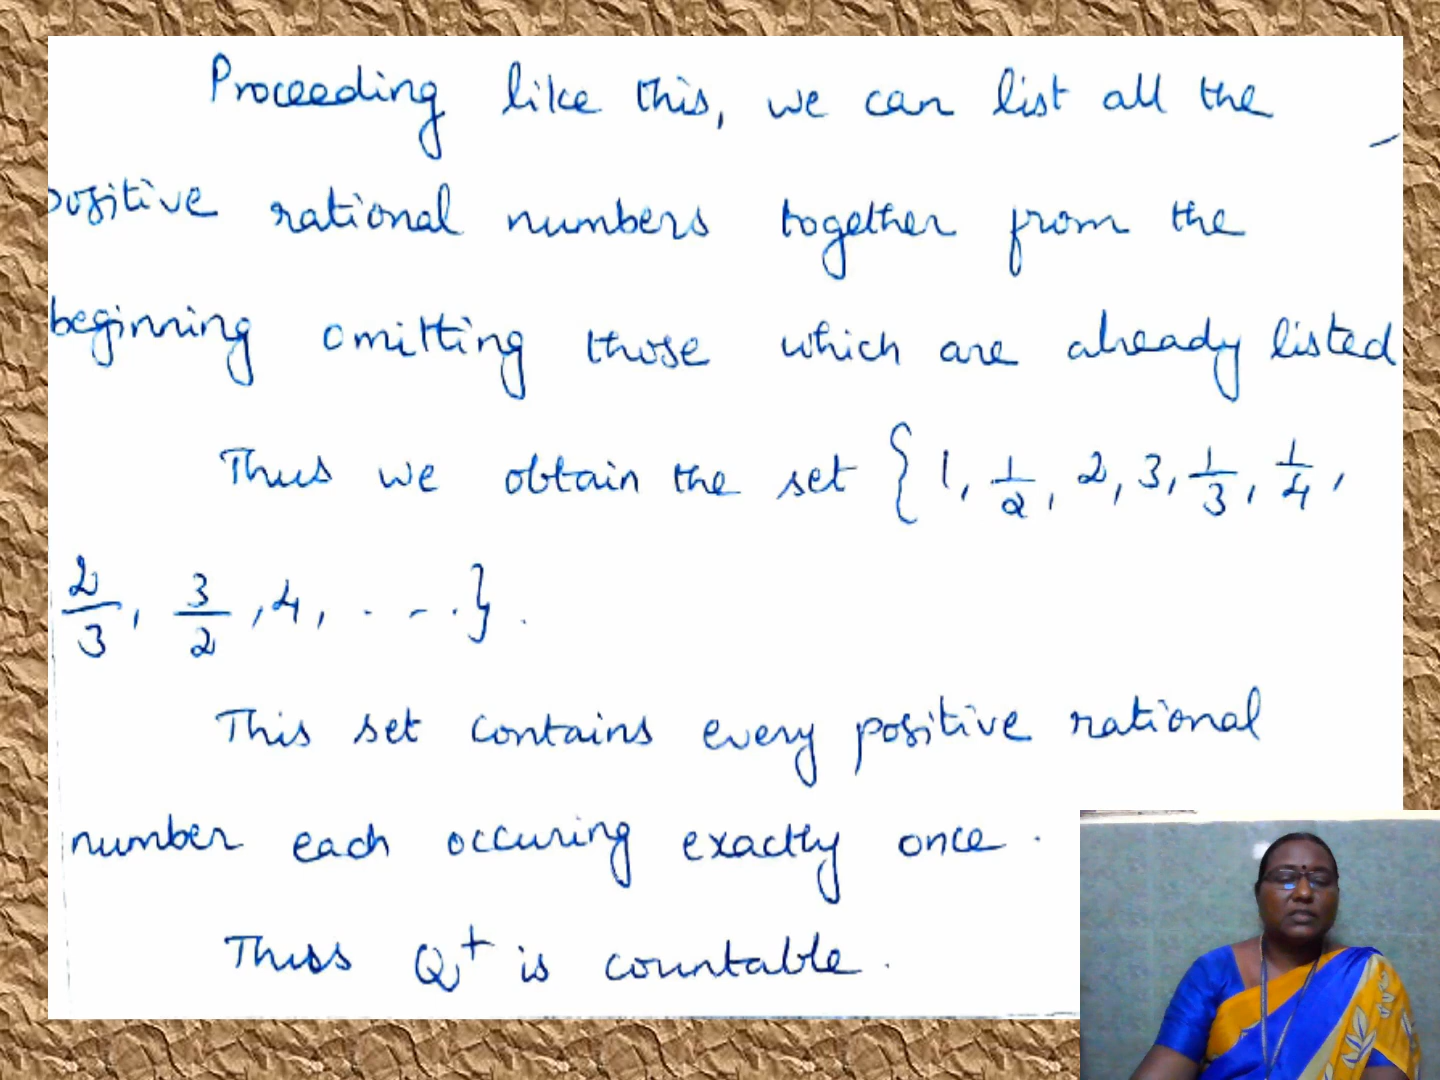 Proceeding like this, we can list all the
positive rational numbers together from the
beginning omitting those which are already listed
Thus we obtain the set { 1, 1/2, 2, 3, 1/3, 1/4,
2/3, 3/2, 4, . - . . } .
This set contains every positive rational
number each occuring exactly once .
Thus Q⁺ is countable .